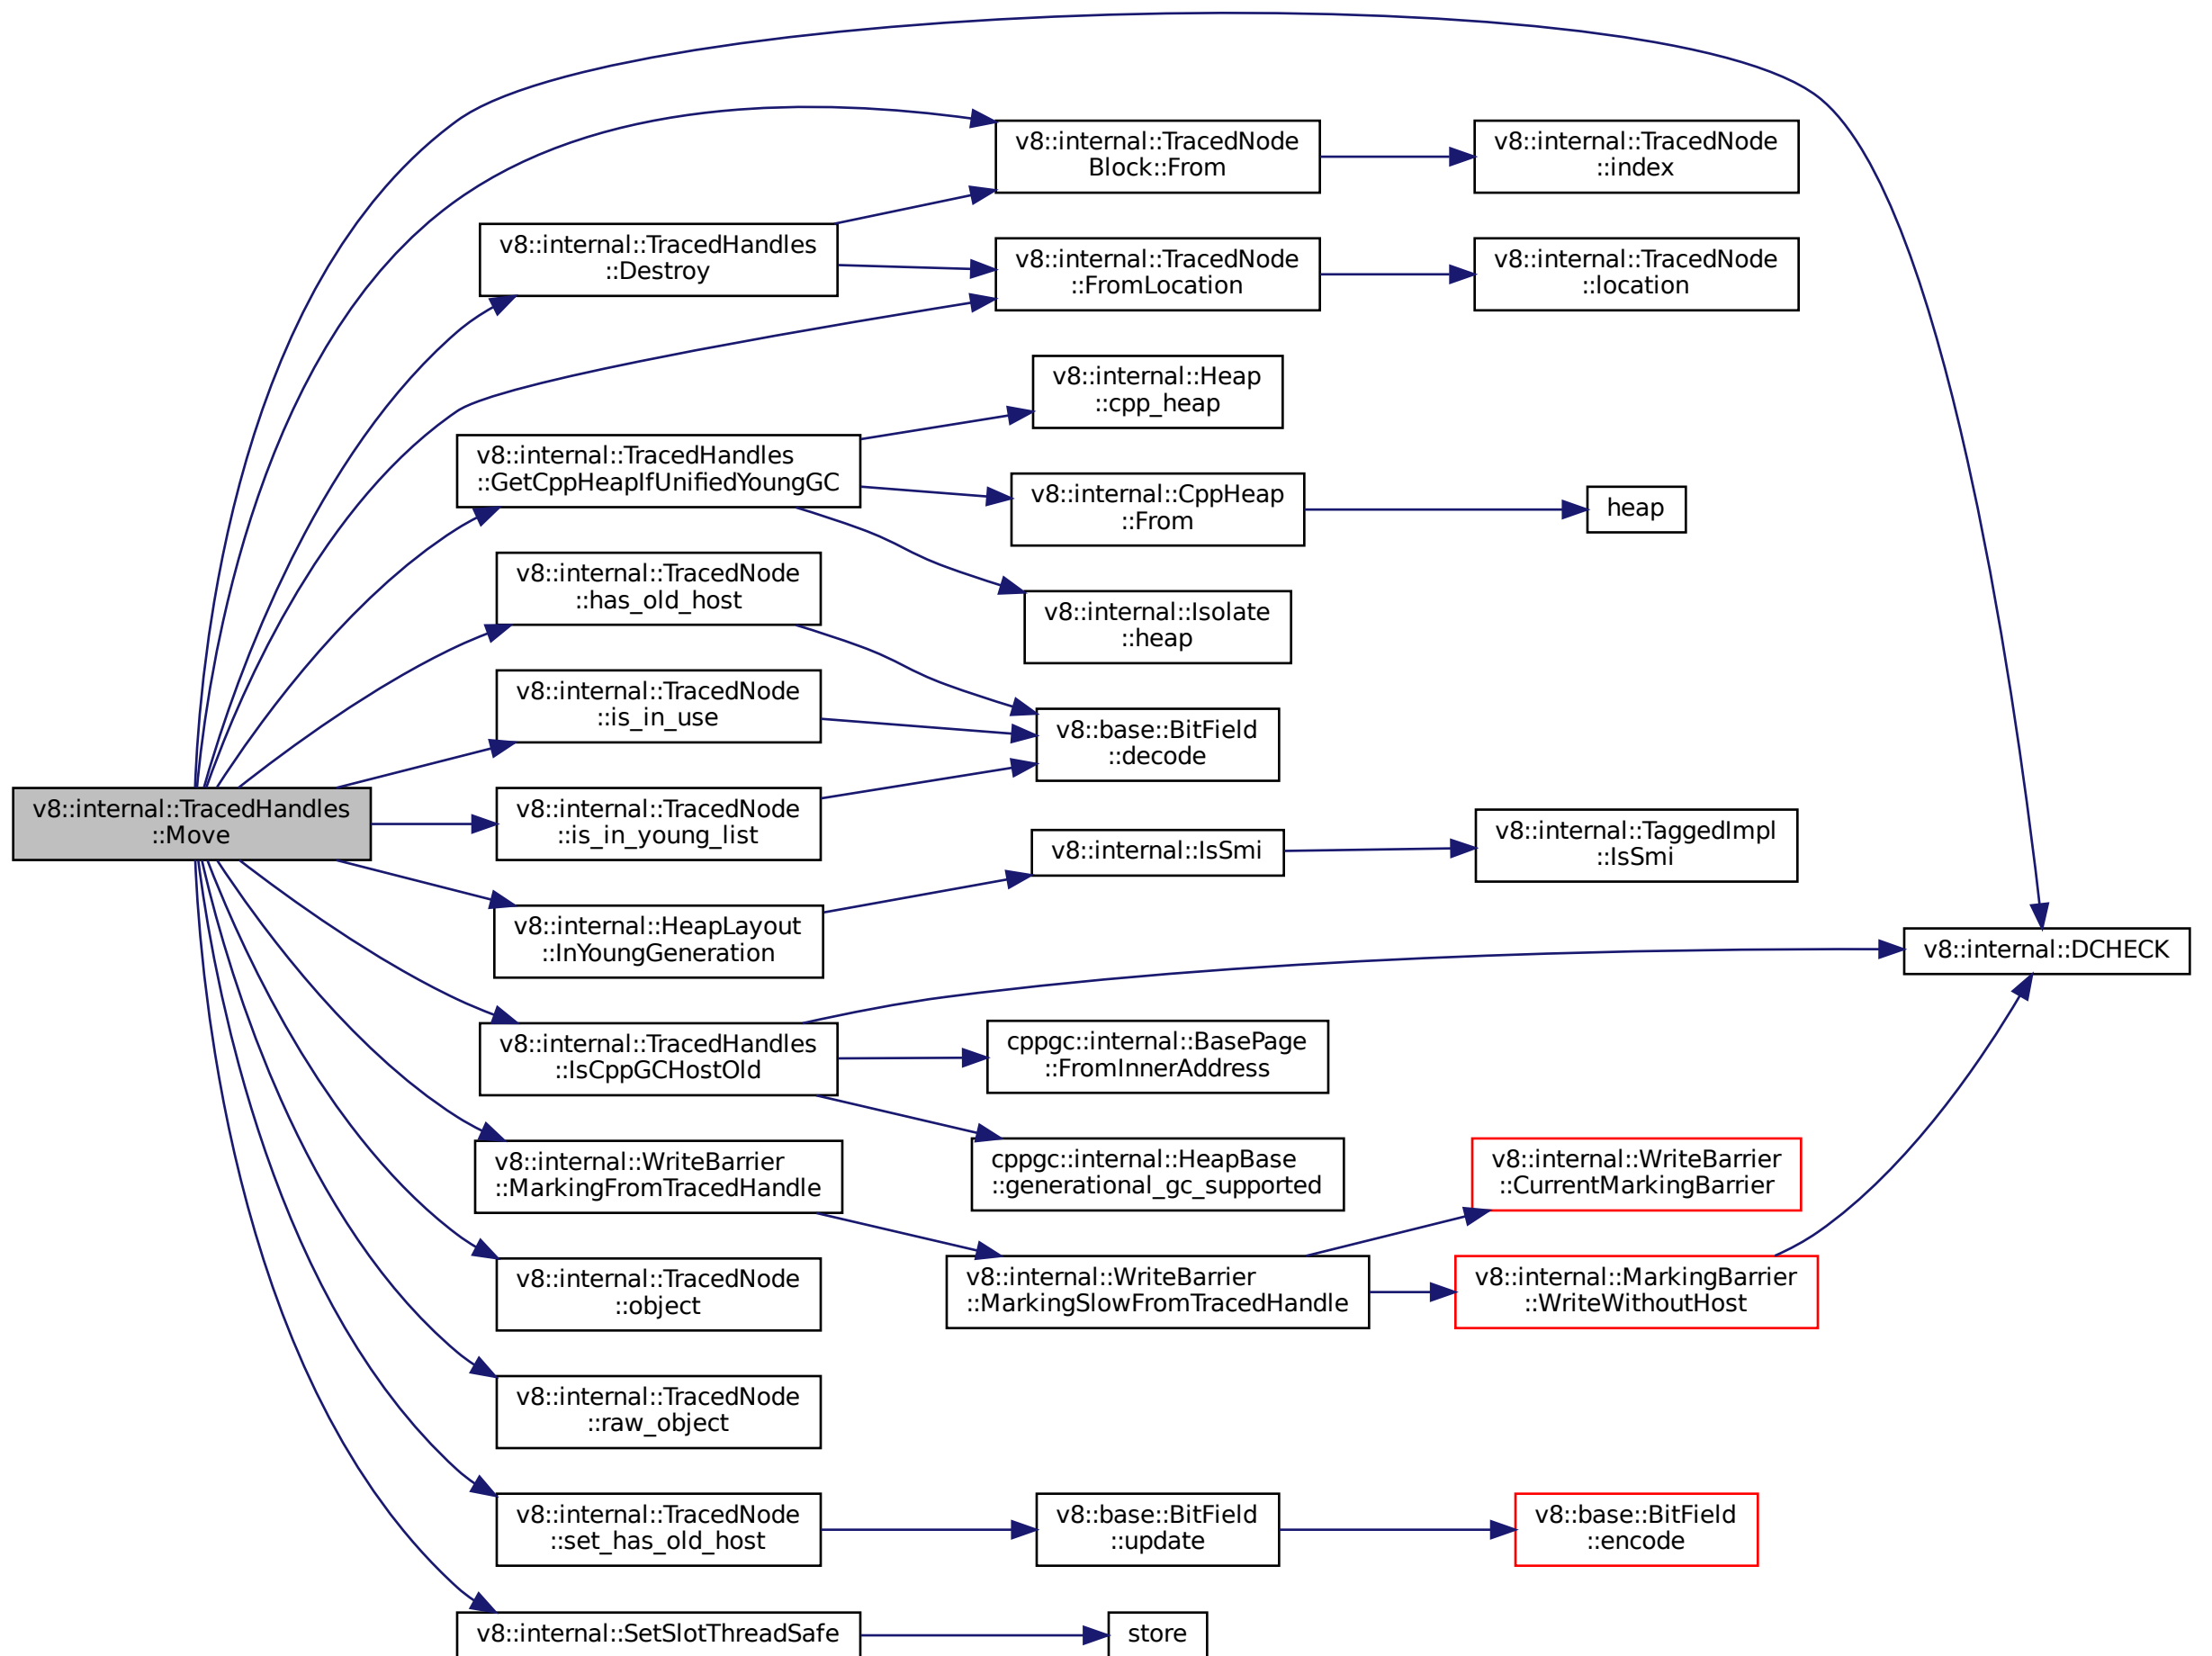 v8::internal::TracedNode
Block::From
v8::internal::TracedNode
::index
v8::internal::TracedHandles
::Destroy
v8::internal::TracedNode
::FromLocation
v8::internal::TracedNode
::location
v8::internal::Heap
::cpp_heap
v8::internal::TracedHandles
::GetCppHeapIfUnifiedYoungGC
v8::internal::CppHeap
::From
heap
v8::internal::TracedNode
::has_old_host
v8::internal::Isolate
::heap
v8::internal::TracedNode
::is_in_use
v8::base::BitField
::decode
v8::internal::TracedHandles
::Move
v8::internal::TracedNode
::is_in_young_list
v8::internal::IsSmi
v8::internal::TaggedImpl
::IsSmi
v8::internal::HeapLayout
::InYoungGeneration
v8::internal::DCHECK
v8::internal::TracedHandles
::IsCppGCHostOld
cppgc::internal::BasePage
::FromInnerAddress
v8::internal::WriteBarrier
::MarkingFromTracedHandle
cppgc::internal::HeapBase
::generational_gc_supported
v8::internal::WriteBarrier
::CurrentMarkingBarrier
v8::internal::TracedNode
::object
v8::internal::WriteBarrier
::MarkingSlowFromTracedHandle
v8::internal::MarkingBarrier
::WriteWithoutHost
v8::internal::TracedNode
::raw_object
v8::internal::TracedNode
::set_has_old_host
v8::base::BitField
::update
v8::base::BitField
::encode
v8::internal::SetSlotThreadSafe
store